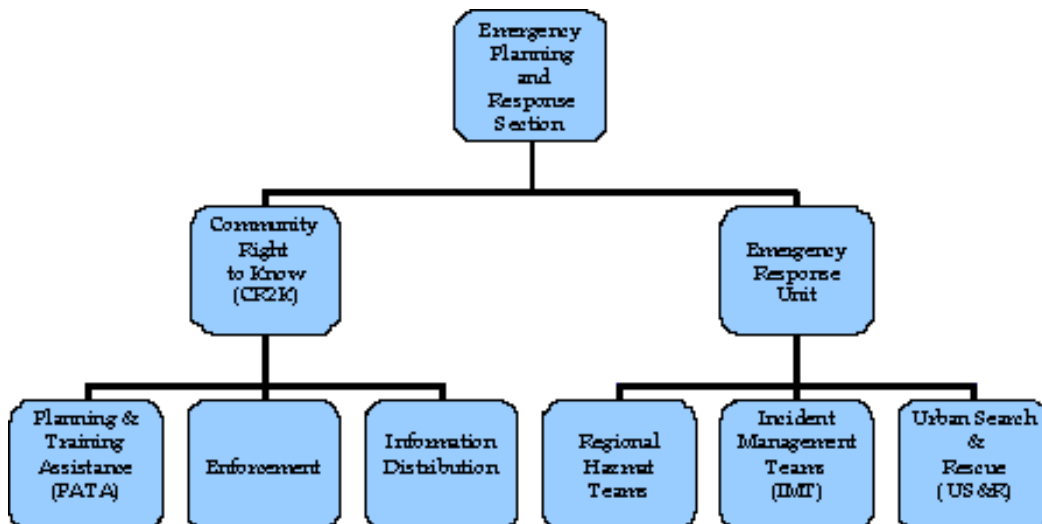 Emergency
Planning
and
Response
Section
Community
Right
to Know
(CR2K)
Emergency
Response
Unit
Planning &
Training
Assistance
(PATA)
Enforcement
Information
Distribution
Regional
Hazmat
Teams
Incident
Management
Teams
(IMT)
Urban Search
&
Rescue
(US&R)